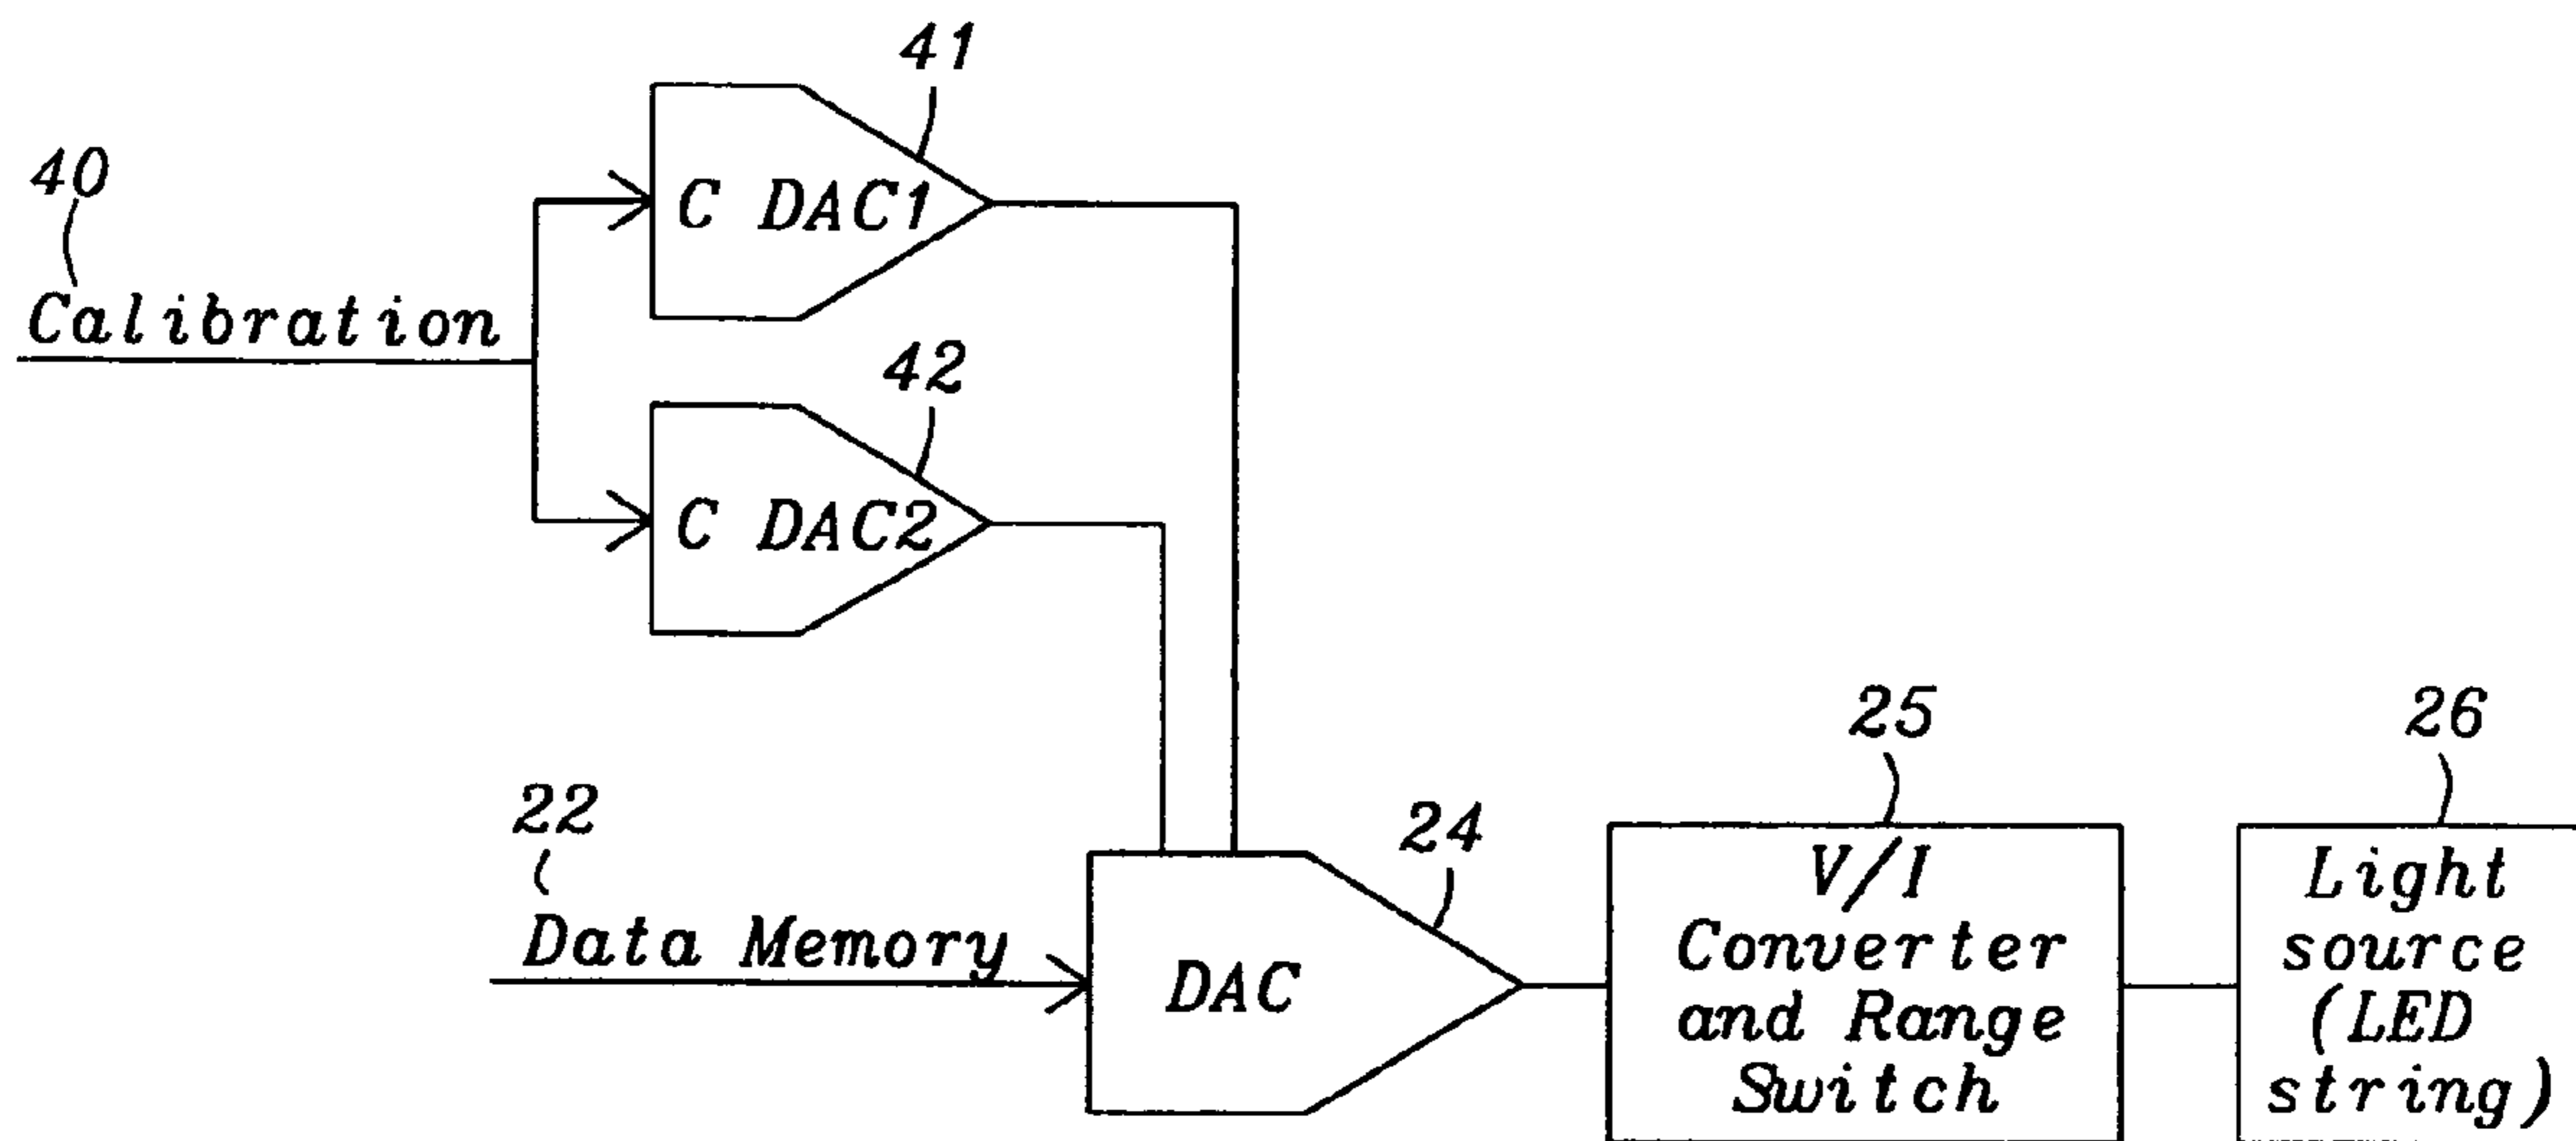 41
C DAC1
40
Calibration
42
C DAC2
22
Data Memory
24
DAC
25
V/I
Converter
and Range
Switch
26
Light
source
(LED
string)